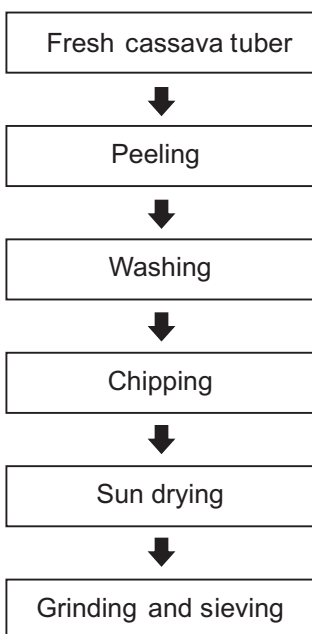 Fresh cassava tuber
Peeling
Washing
Chipping
Sun drying
Grinding and sieving